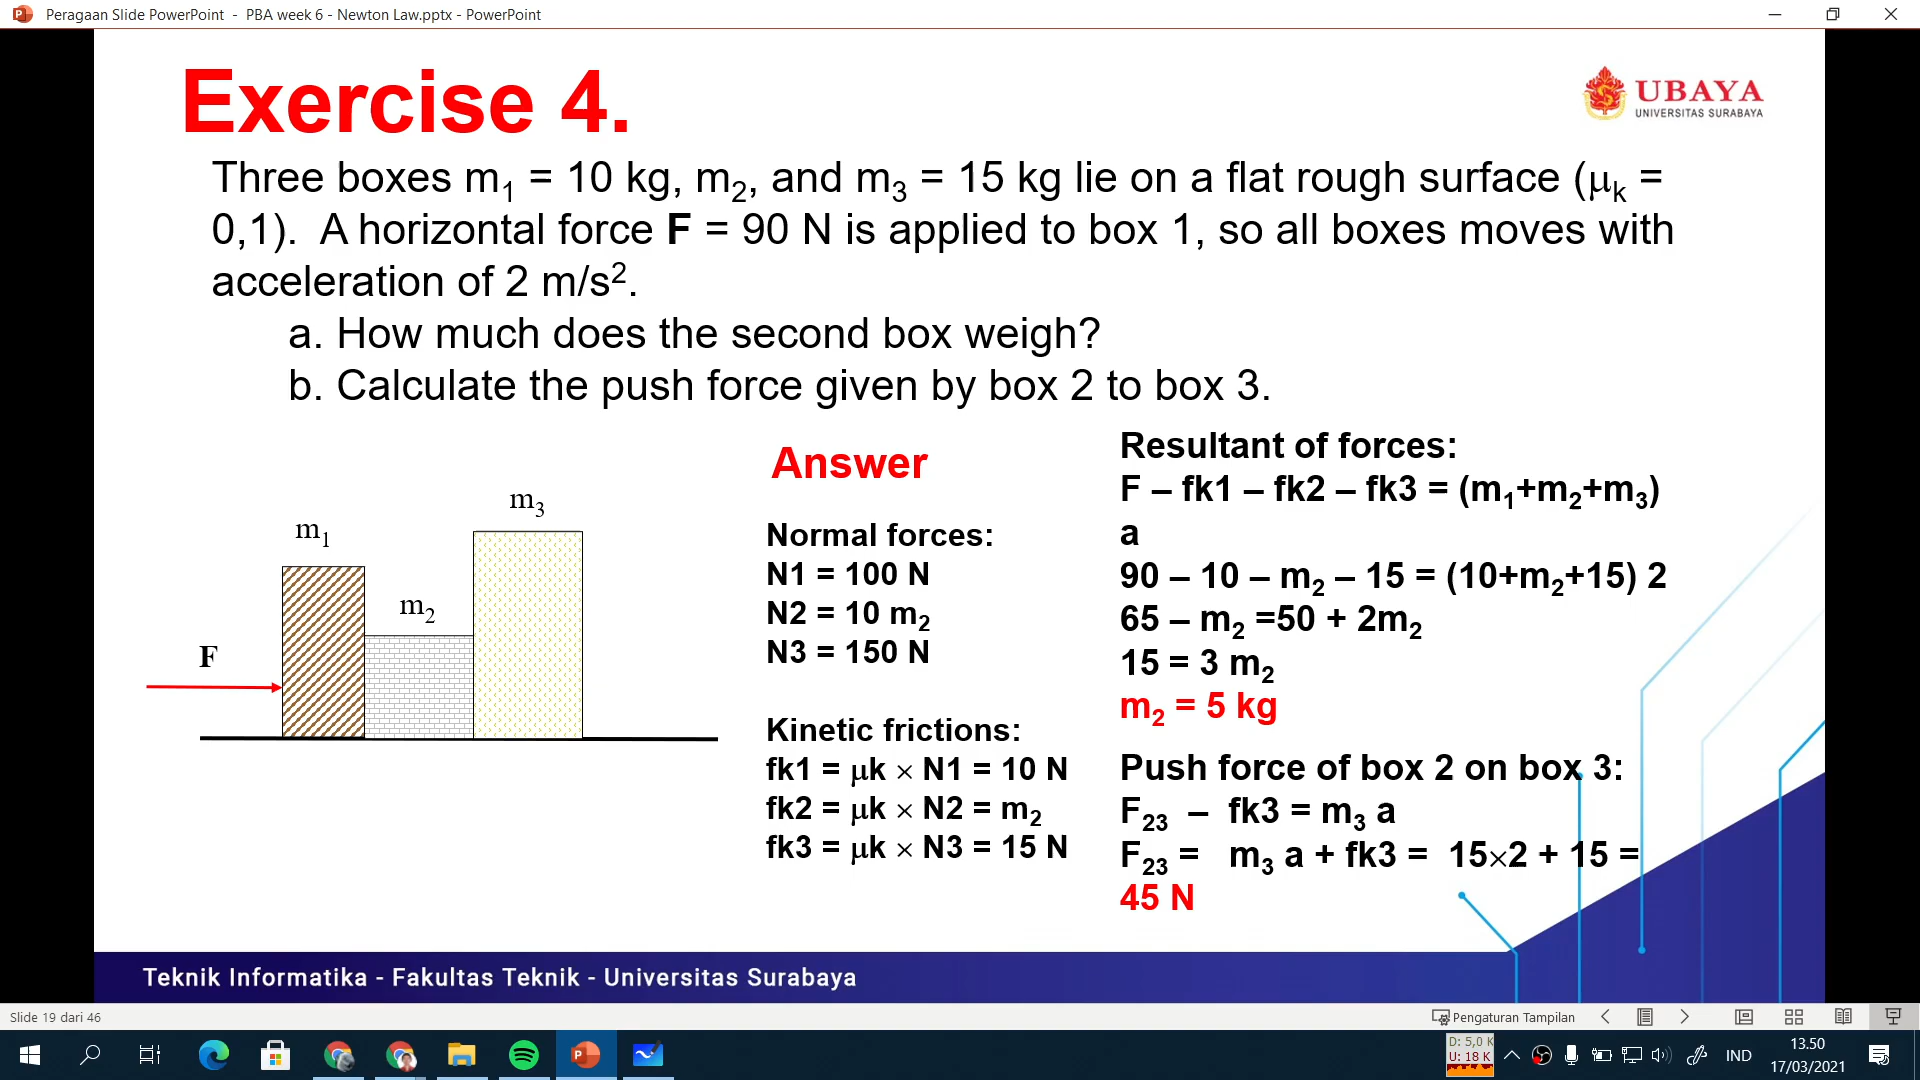 Peragaan Slide PowerPoint - PBA week 6 - Newton Law.pptx - PowerPoint
Exercise 4.
UBAYA
UNIVERSITAS SURABAYA
Three boxes m₁ = 10 kg, m₂, and m₃ = 15 kg lie on a flat rough surface (μₖ =
0,1). A horizontal force F = 90 N is applied to box 1, so all boxes moves with
acceleration of 2 m/s².
a. How much does the second box weigh?
b. Calculate the push force given by box 2 to box 3.
m₁
m₂
m₃
F
Answer
Normal forces:
N1 = 100 N
N2 = 10 m₂
N3 = 150 N
Kinetic frictions:
fk1 = μk × N1 = 10 N
fk2 = μk × N2 = m₂
fk3 = μk × N3 = 15 N
Resultant of forces:
F – fk1 – fk2 – fk3 = (m₁+m₂+m₃)
a
90 – 10 – m₂ – 15 = (10+m₂+15) 2
65 – m₂ =50 + 2m₂
15 = 3 m₂
m₂ = 5 kg
Push force of box 2 on box 3:
F₂₃ – fk3 = m₃ a
F₂₃ = m₃ a + fk3 = 15×2 + 15 =
45 N
Teknik Informatika - Fakultas Teknik - Universitas Surabaya
Slide 19 dari 46
Pengaturan Tampilan
D: 5,0 K
U: 18 K
IND
13.50
17/03/2021